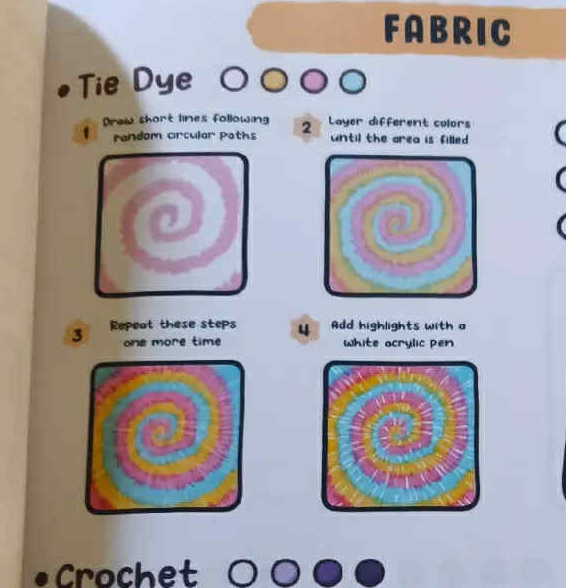 FABRIC
• Tie Dye
1 Draw short lines following
random circular paths
2 Layer different colors
until the area is filled
3 Repeat these steps
one more time
4 Add highlights with a
white acrylic pen
• Crochet